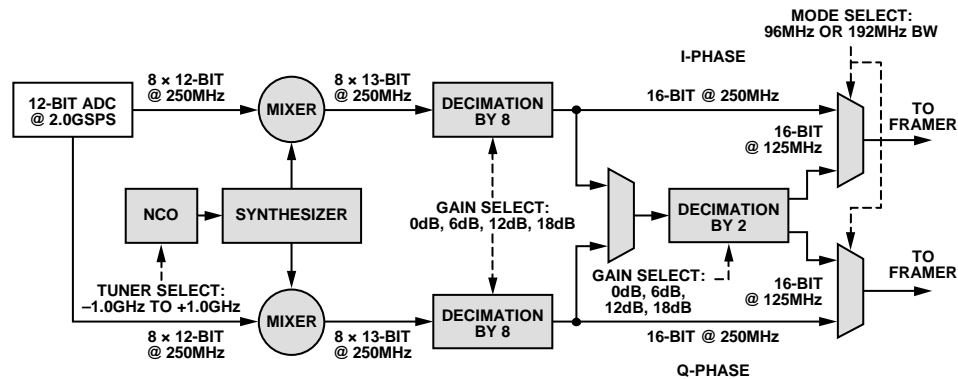 MODE SELECT:
96MHz OR 192MHz BW
I-PHASE
8 × 12-BIT
@ 250MHz
8 × 13-BIT
@ 250MHz
12-BIT ADC
@ 2.0GSPS
MIXER
DECIMATION
BY 8
16-BIT @ 250MHz
TO
FRAMER
16-BIT
@ 125MHz
NCO
SYNTHESIZER
GAIN SELECT:
0dB, 6dB, 12dB, 18dB
DECIMATION
BY 2
TUNER SELECT:
–1.0GHz TO +1.0GHz
GAIN SELECT:
0dB, 6dB,
12dB, 18dB
TO
FRAMER
16-BIT
@ 125MHz
MIXER
DECIMATION
BY 8
8 × 12-BIT
@ 250MHz
8 × 13-BIT
@ 250MHz
16-BIT @ 250MHz
Q-PHASE